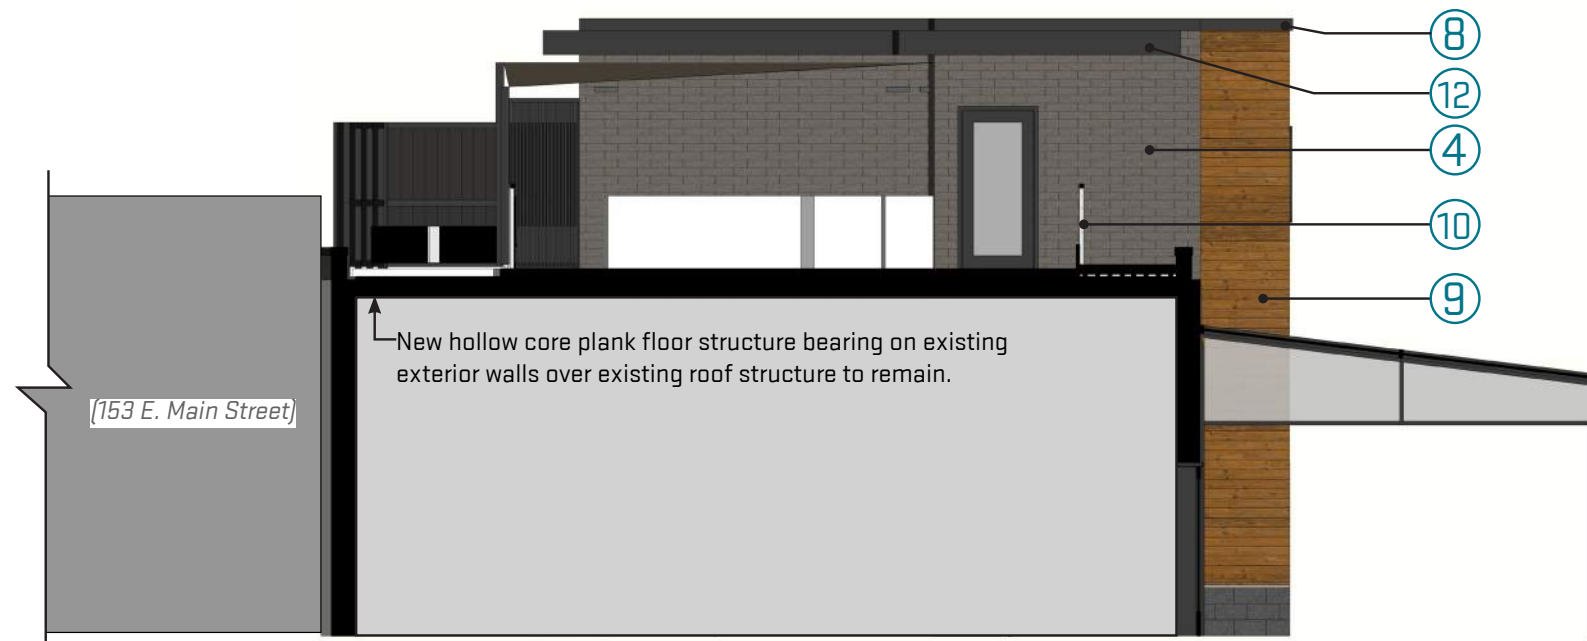 8
12
4
10
9
New hollow core plank floor structure bearing on existing
exterior walls over existing roof structure to remain.
(153 E. Main Street)